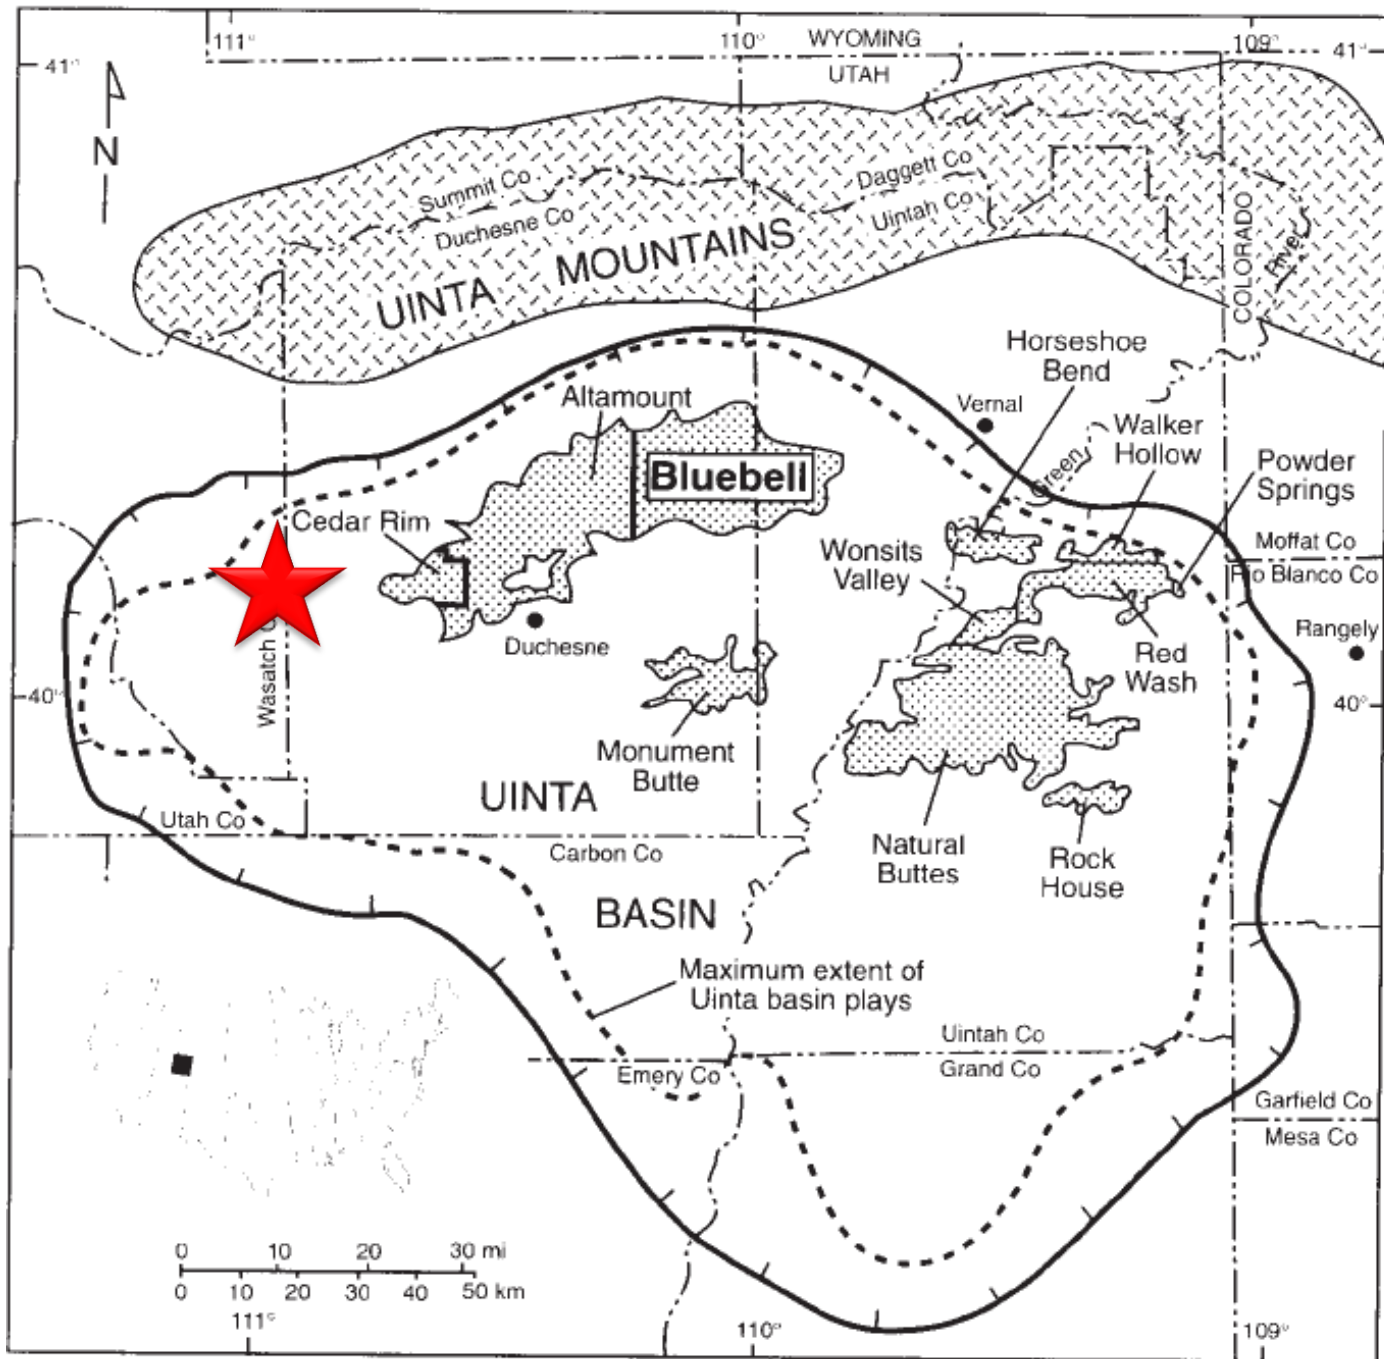 111°
110°
WYOMING
109°
41°
41°
UTAH
N
Summit Co
Duchesne Co
Daggett Co
Uintah Co
COLORADO
River
UINTA MOUNTAINS
Horseshoe
Bend
Altamount
Vernal
Walker
Hollow
Green
Powder
Springs
Bluebell
Cedar Rim
Wonsits
Valley
Moffat Co
Rio Blanco Co
Wasatch
Duchesne
Rangely
Red
Wash
40°
40°
Monument
Butte
UINTA
Utah Co
Carbon Co
Natural
Buttes
Rock
House
BASIN
Maximum extent of
Uinta basin plays
Uintah Co
Grand Co
Emery Co
Garfield Co
Mesa Co
0 10 20 30 mi
0 10 20 30 40 50 km
111°
110°
109°